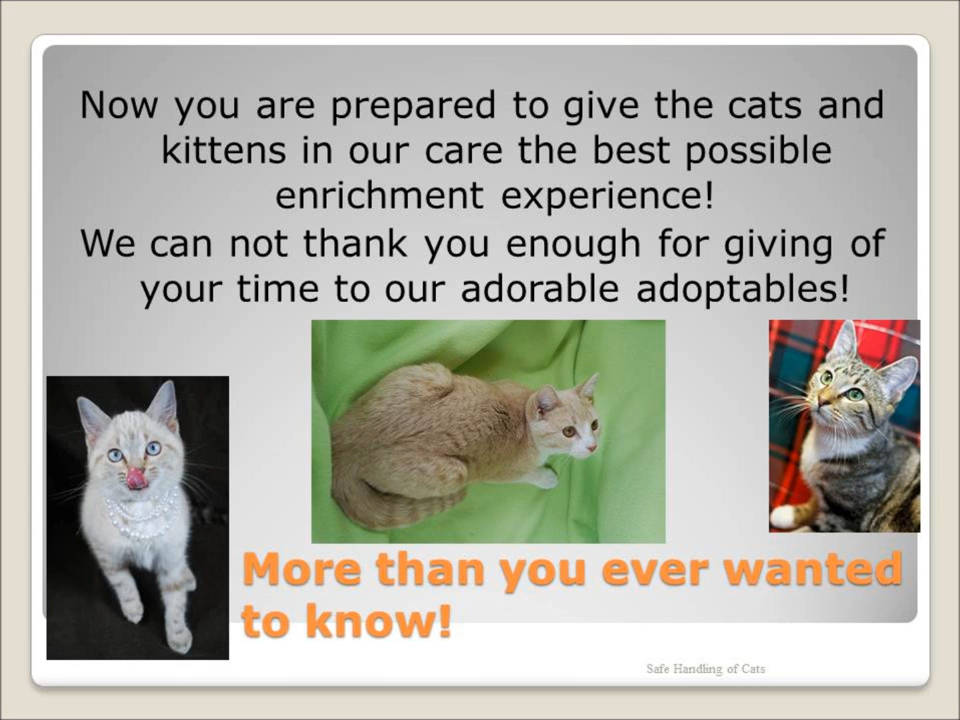 Now you are prepared to give the cats and
kittens in our care the best possible
enrichment experience!
We can not thank you enough for giving of
your time to our adorable adoptables!
More than you ever wanted
to know!
Safe Handling of Cats